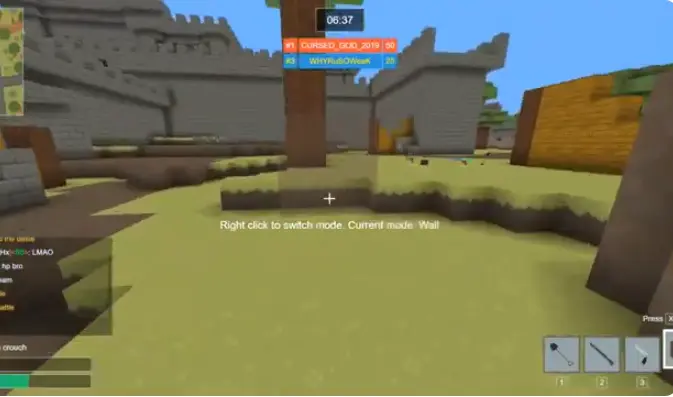 06:37
#1 CURSED_GOD_2019 50
WHYRuSOWeaK 25
Right click to switch mode. Current mode: Wall
LMAO
hp bro
crouch
Press
1 2 3